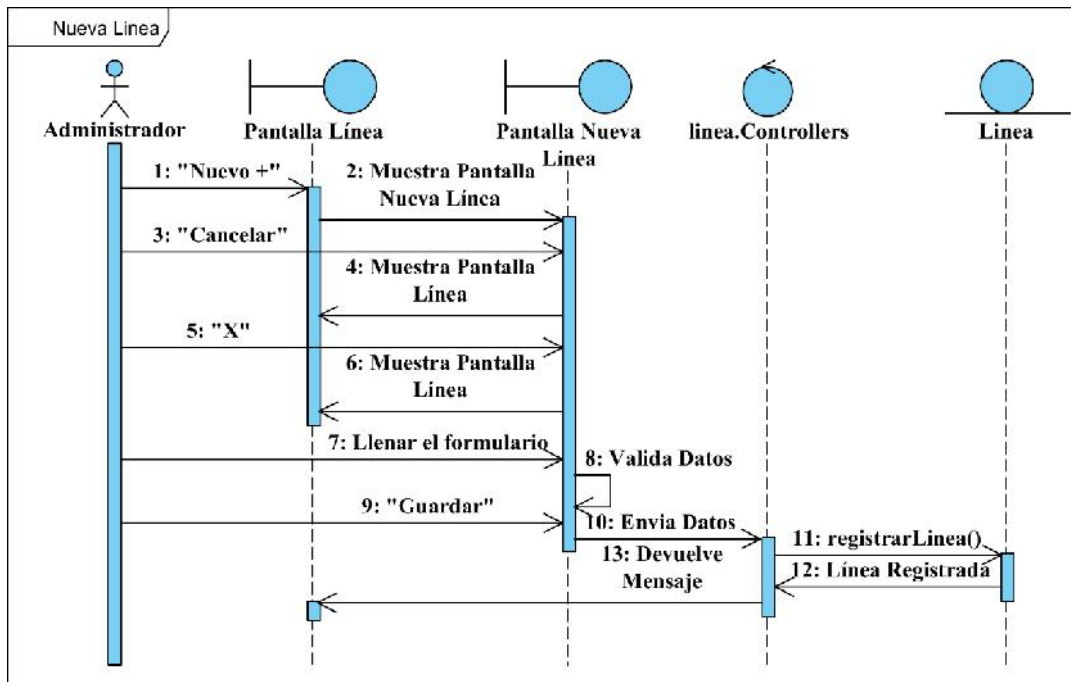 Nueva Linea
Administrador
Pantalla Línea
Pantalla Nueva
Línea
linea.Controllers
Linea
1: "Nuevo +"
2: Muestra Pantalla
Nueva Línea
3: "Cancelar"
4: Muestra Pantalla
Línea
5: "X"
6: Muestra Pantalla
Linea
7: Llenar el formulario
8: Valida Datos
9: "Guardar"
10: Envia Datos
11: registrarLinea()
12: Línea Registrada
13: Devuelve
Mensaje